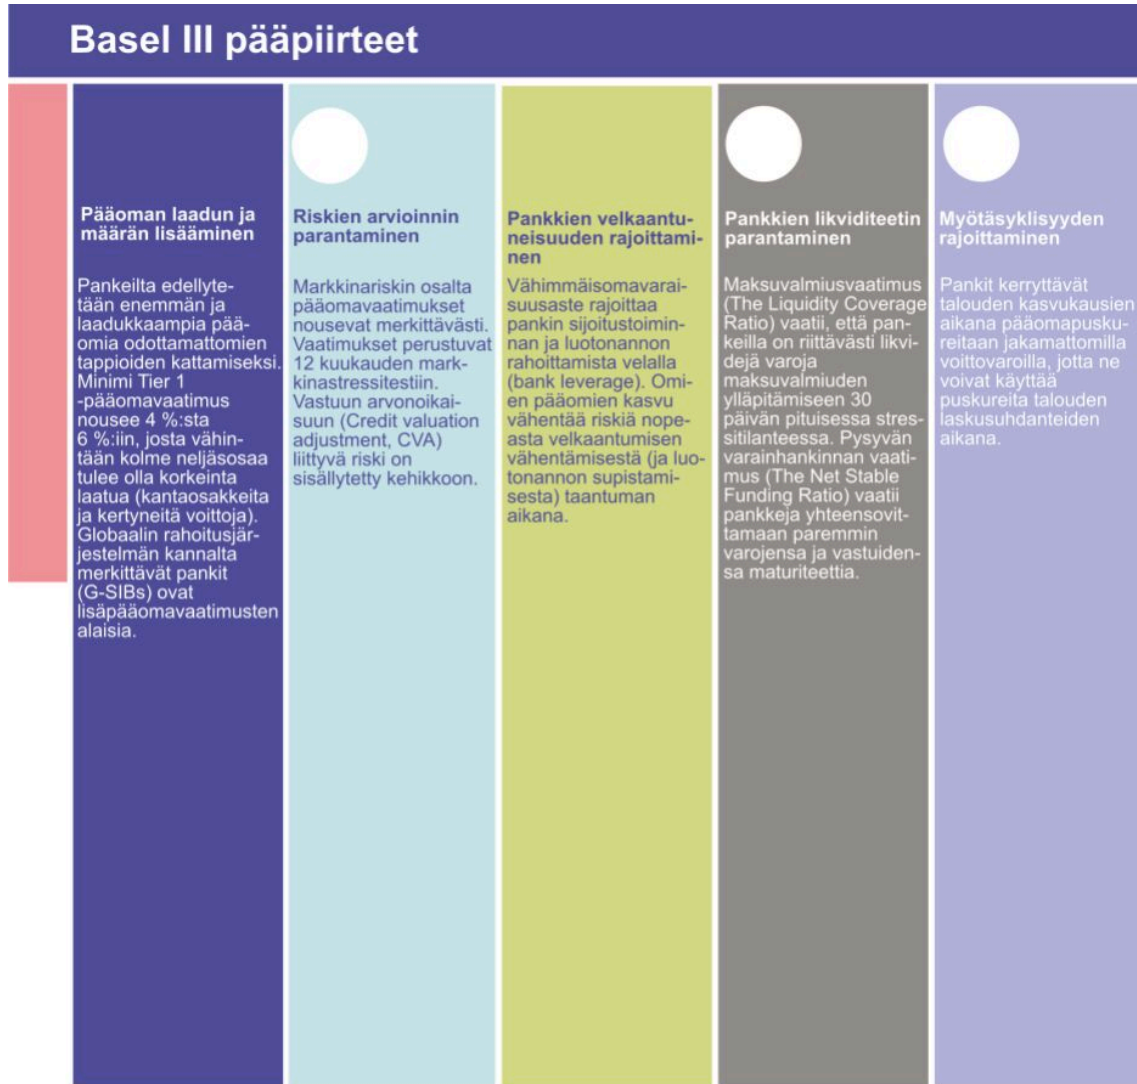 Basel III pääpiirteet
Pääoman laadun ja
määrän lisääminen
Pankeilta edellyte-
tään enemmän ja
laadukkaampia pää-
omia odottamattomien
tappioiden kattamiseksi.
Minimi Tier 1
-pääomavaatimus
nousee 4 %:sta
6 %:iin, josta vähin-
tään kolme neljäsosaa
tulee olla korkeinta
laatua (kantaosakkeita
ja kertyneitä voittoja).
Globaalin rahoitusjär-
jestelmän kannalta
merkittävät pankit
(G-SIBs) ovat
lisäpääomavaatimusten
alaisia.
Riskien arvioinnin
parantaminen
Markkinariskin osalta
pääomavaatimukset
nousevat merkittävästi.
Vaatimukset perustuvat
12 kuukauden mark-
kinastressitestiin.
Vastuun arvonoikai-
suun (Credit valuation
adjustment, CVA)
liittyvä riski on
sisällytetty kehikkoon.
Pankkien velkaantu-
neisuuden rajoittami-
nen
Vähimmäisomavarai-
suusaste rajoittaa
pankin sijoitustoimin-
nan ja luotonannon
rahoittamista velalla
(bank leverage). Omi-
en pääomien kasvu
vähentää riskiä nope-
asta velkaantumisen
vähentämisestä (ja luo-
tonannon supistami-
sesta) taantuman
aikana.
Pankkien likviditeetin
parantaminen
Maksuvalmiusvaatimus
(The Liquidity Coverage
Ratio) vaatii, että pan-
keilla on riittävästi likvi-
dejä varoja
maksuvalmiuden
ylläpitämiseen 30
päivän pituisessa stres-
sitilanteessa. Pysyvän
varainhankinnan vaati-
mus (The Net Stable
Funding Ratio) vaatii
pankkeja yhteensovit-
tamaan paremmin
varojensa ja vastuiden-
sa maturiteettia.
Myötäsyklisyyden
rajoittaminen
Pankit kerryttävät
talouden kasvukausien
aikana pääomapusku-
reitaan jakamattomilla
voittovaroilla, jotta ne
voivat käyttää
puskureita talouden
laskusuhdanteiden
aikana.